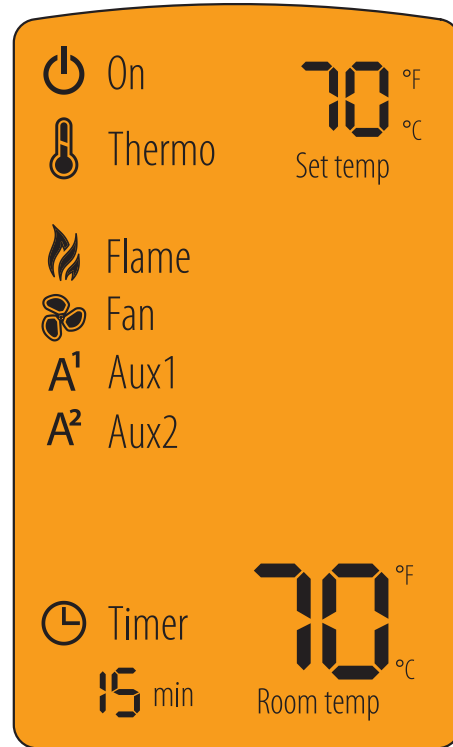 On
70 °F
°C
Thermo
Set temp
Flame
Fan
A¹ Aux1
A² Aux2
70 °F
°C
Timer
15 min
Room temp